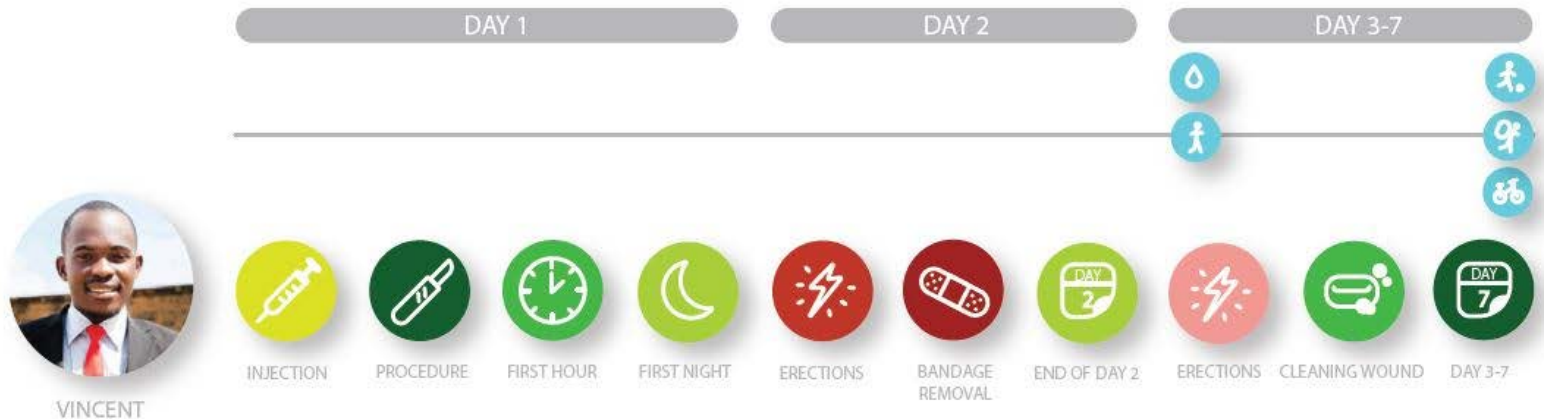 DAY 1
DAY 2
DAY 3-7
DAY
2
DAY
7
INJECTION
PROCEDURE
FIRST HOUR
FIRST NIGHT
ERECTIONS
BANDAGE
REMOVAL
END OF DAY 2
ERECTIONS
CLEANING WOUND
DAY 3-7
VINCENT